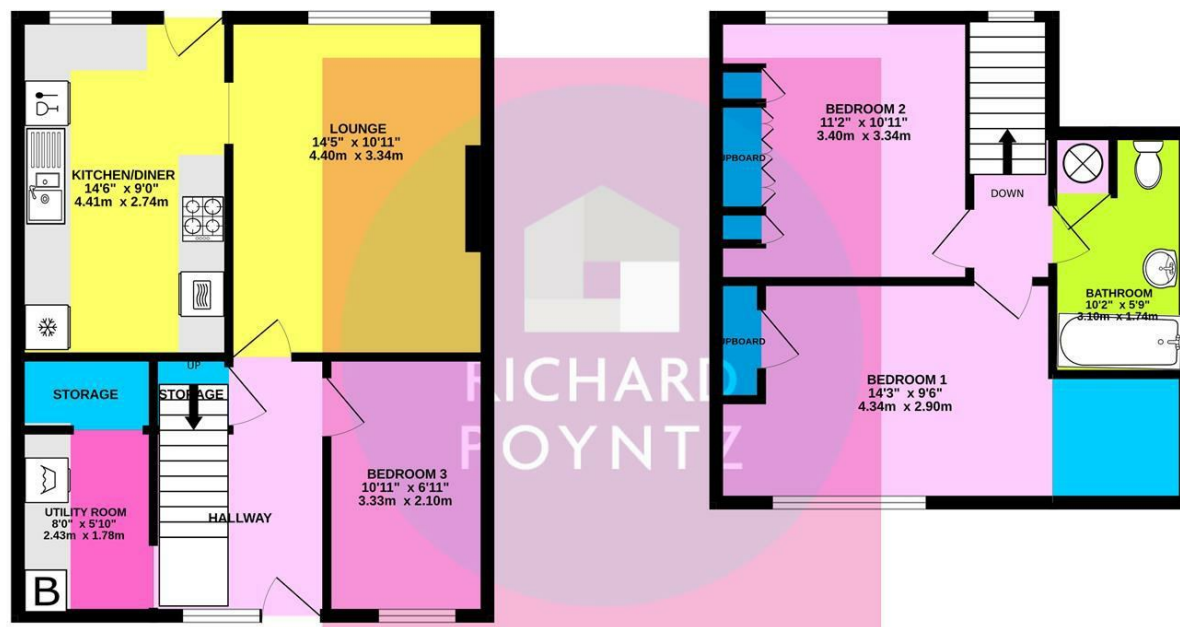 KITCHEN/DINER
14'6" x 9'0"
4.41m x 2.74m
LOUNGE
14'5" x 10'11"
4.40m x 3.34m
STORAGE
UP
STORAGE
UTILITY ROOM
8'0" x 5'10"
2.43m x 1.78m
B
HALLWAY
BEDROOM 3
10'11" x 6'11"
3.33m x 2.10m
RICHARD
POYNTZ
BEDROOM 2
11'2" x 10'11"
3.40m x 3.34m
UPBOARD
DOWN
BATHROOM
10'2" x 5'9"
3.10m x 1.74m
UPBOARD
BEDROOM 1
14'3" x 9'6"
4.34m x 2.90m